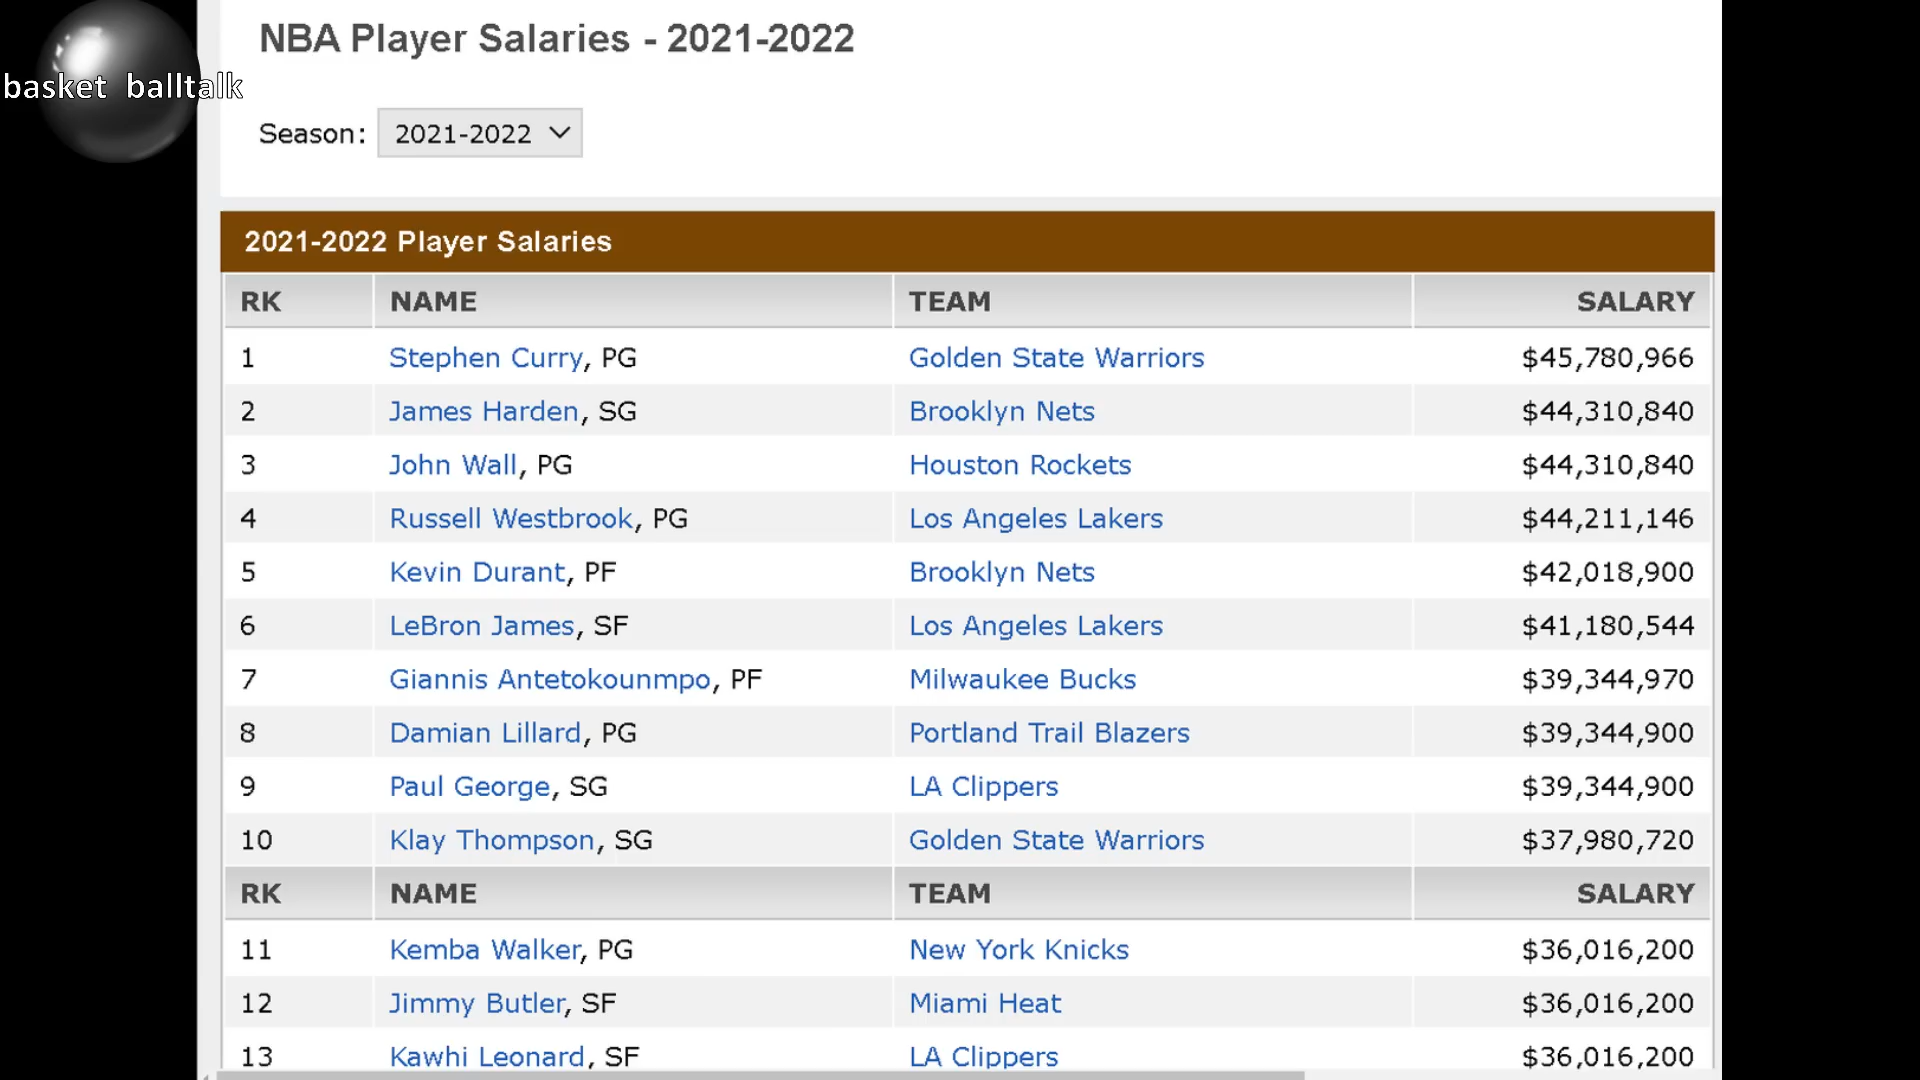 NBA Player Salaries - 2021-2022
basket balltalk
Season: 2021-2022
2021-2022 Player Salaries
RK NAME TEAM SALARY
1 Stephen Curry, PG Golden State Warriors $45,780,966
2 James Harden, SG Brooklyn Nets $44,310,840
3 John Wall, PG Houston Rockets $44,310,840
4 Russell Westbrook, PG Los Angeles Lakers $44,211,146
5 Kevin Durant, PF Brooklyn Nets $42,018,900
6 LeBron James, SF Los Angeles Lakers $41,180,544
7 Giannis Antetokounmpo, PF Milwaukee Bucks $39,344,970
8 Damian Lillard, PG Portland Trail Blazers $39,344,900
9 Paul George, SG LA Clippers $39,344,900
10 Klay Thompson, SG Golden State Warriors $37,980,720
RK NAME TEAM SALARY
11 Kemba Walker, PG New York Knicks $36,016,200
12 Jimmy Butler, SF Miami Heat $36,016,200
13 Kawhi Leonard, SF LA Clippers $36,016,200